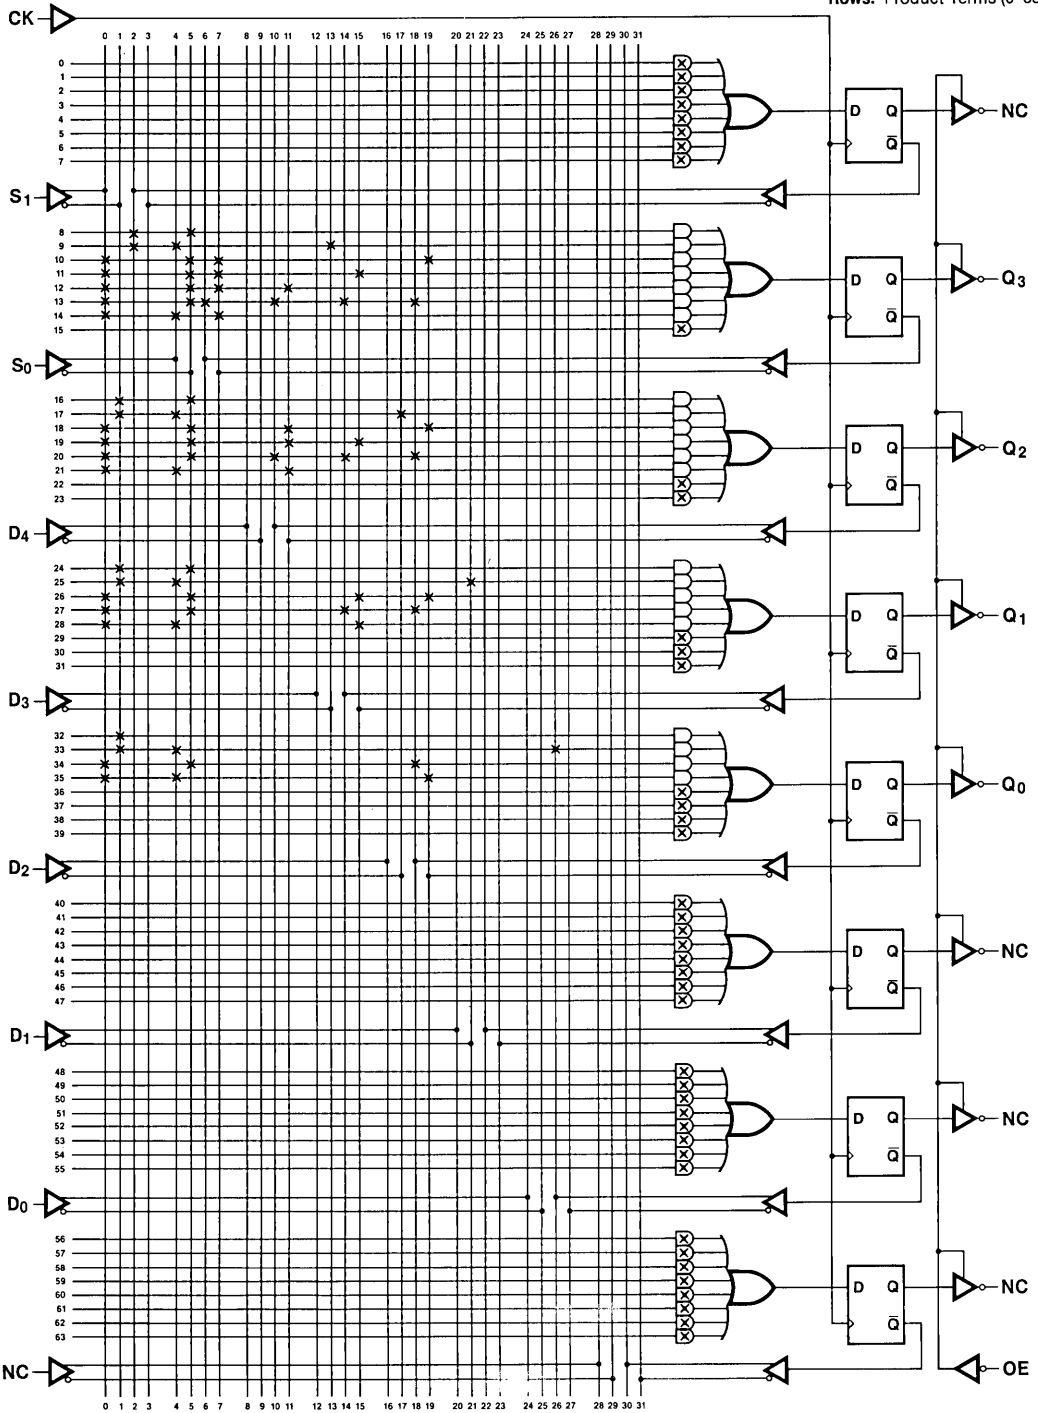 Rows: Product Terms (0-63
CK
0 1 2 3 4 5 6 7 8 9 10 11 12 13 14 15 16 17 18 19 20 21 22 23 24 25 26 27 28 29 30 31
0
1
2
3
4
5
6
7
D Q
Q̅
NC
S1
8
9
10
11
12
13
14
15
D Q
Q̅
Q3
S0
16
17
18
19
20
21
22
23
D Q
Q̅
Q2
D4
24
25
26
27
28
29
30
31
D Q
Q̅
Q1
D3
32
33
34
35
36
37
38
39
D Q
Q̅
Q0
D2
40
41
42
43
44
45
46
47
D Q
Q̅
NC
D1
48
49
50
51
52
53
54
55
D Q
Q̅
NC
D0
56
57
58
59
60
61
62
63
D Q
Q̅
NC
NC
OE
0 1 2 3 4 5 6 7 8 9 10 11 12 13 14 15 16 17 18 19 20 21 22 23 24 25 26 27 28 29 30 31